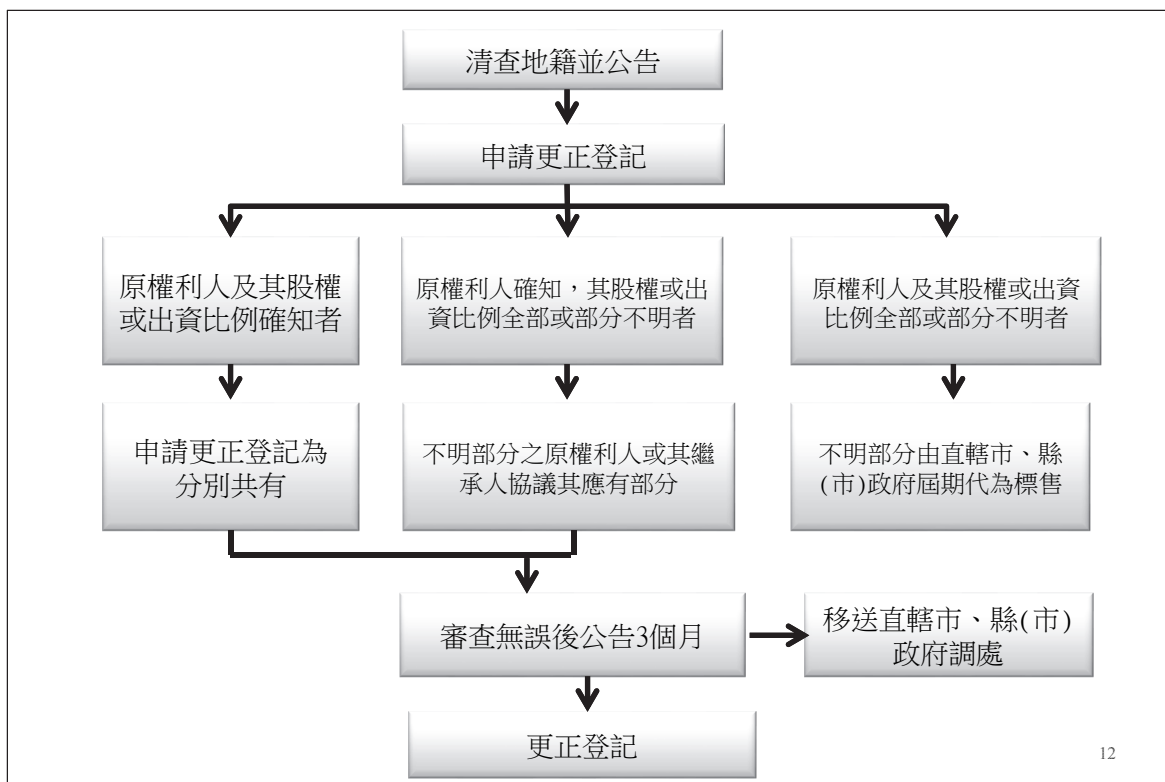 清查地籍並公告
申請更正登記
原權利人及其股權
或出資比例確知者
原權利人確知，其股權或出
資比例全部或部分不明者
原權利人及其股權或出資
比例全部或部分不明者
申請更正登記為
分別共有
不明部分之原權利人或其繼
承人協議其應有部分
不明部分由直轄市、縣
(市)政府屆期代為標售
審查無誤後公告3個月
移送直轄市、縣(市)
政府調處
更正登記
12